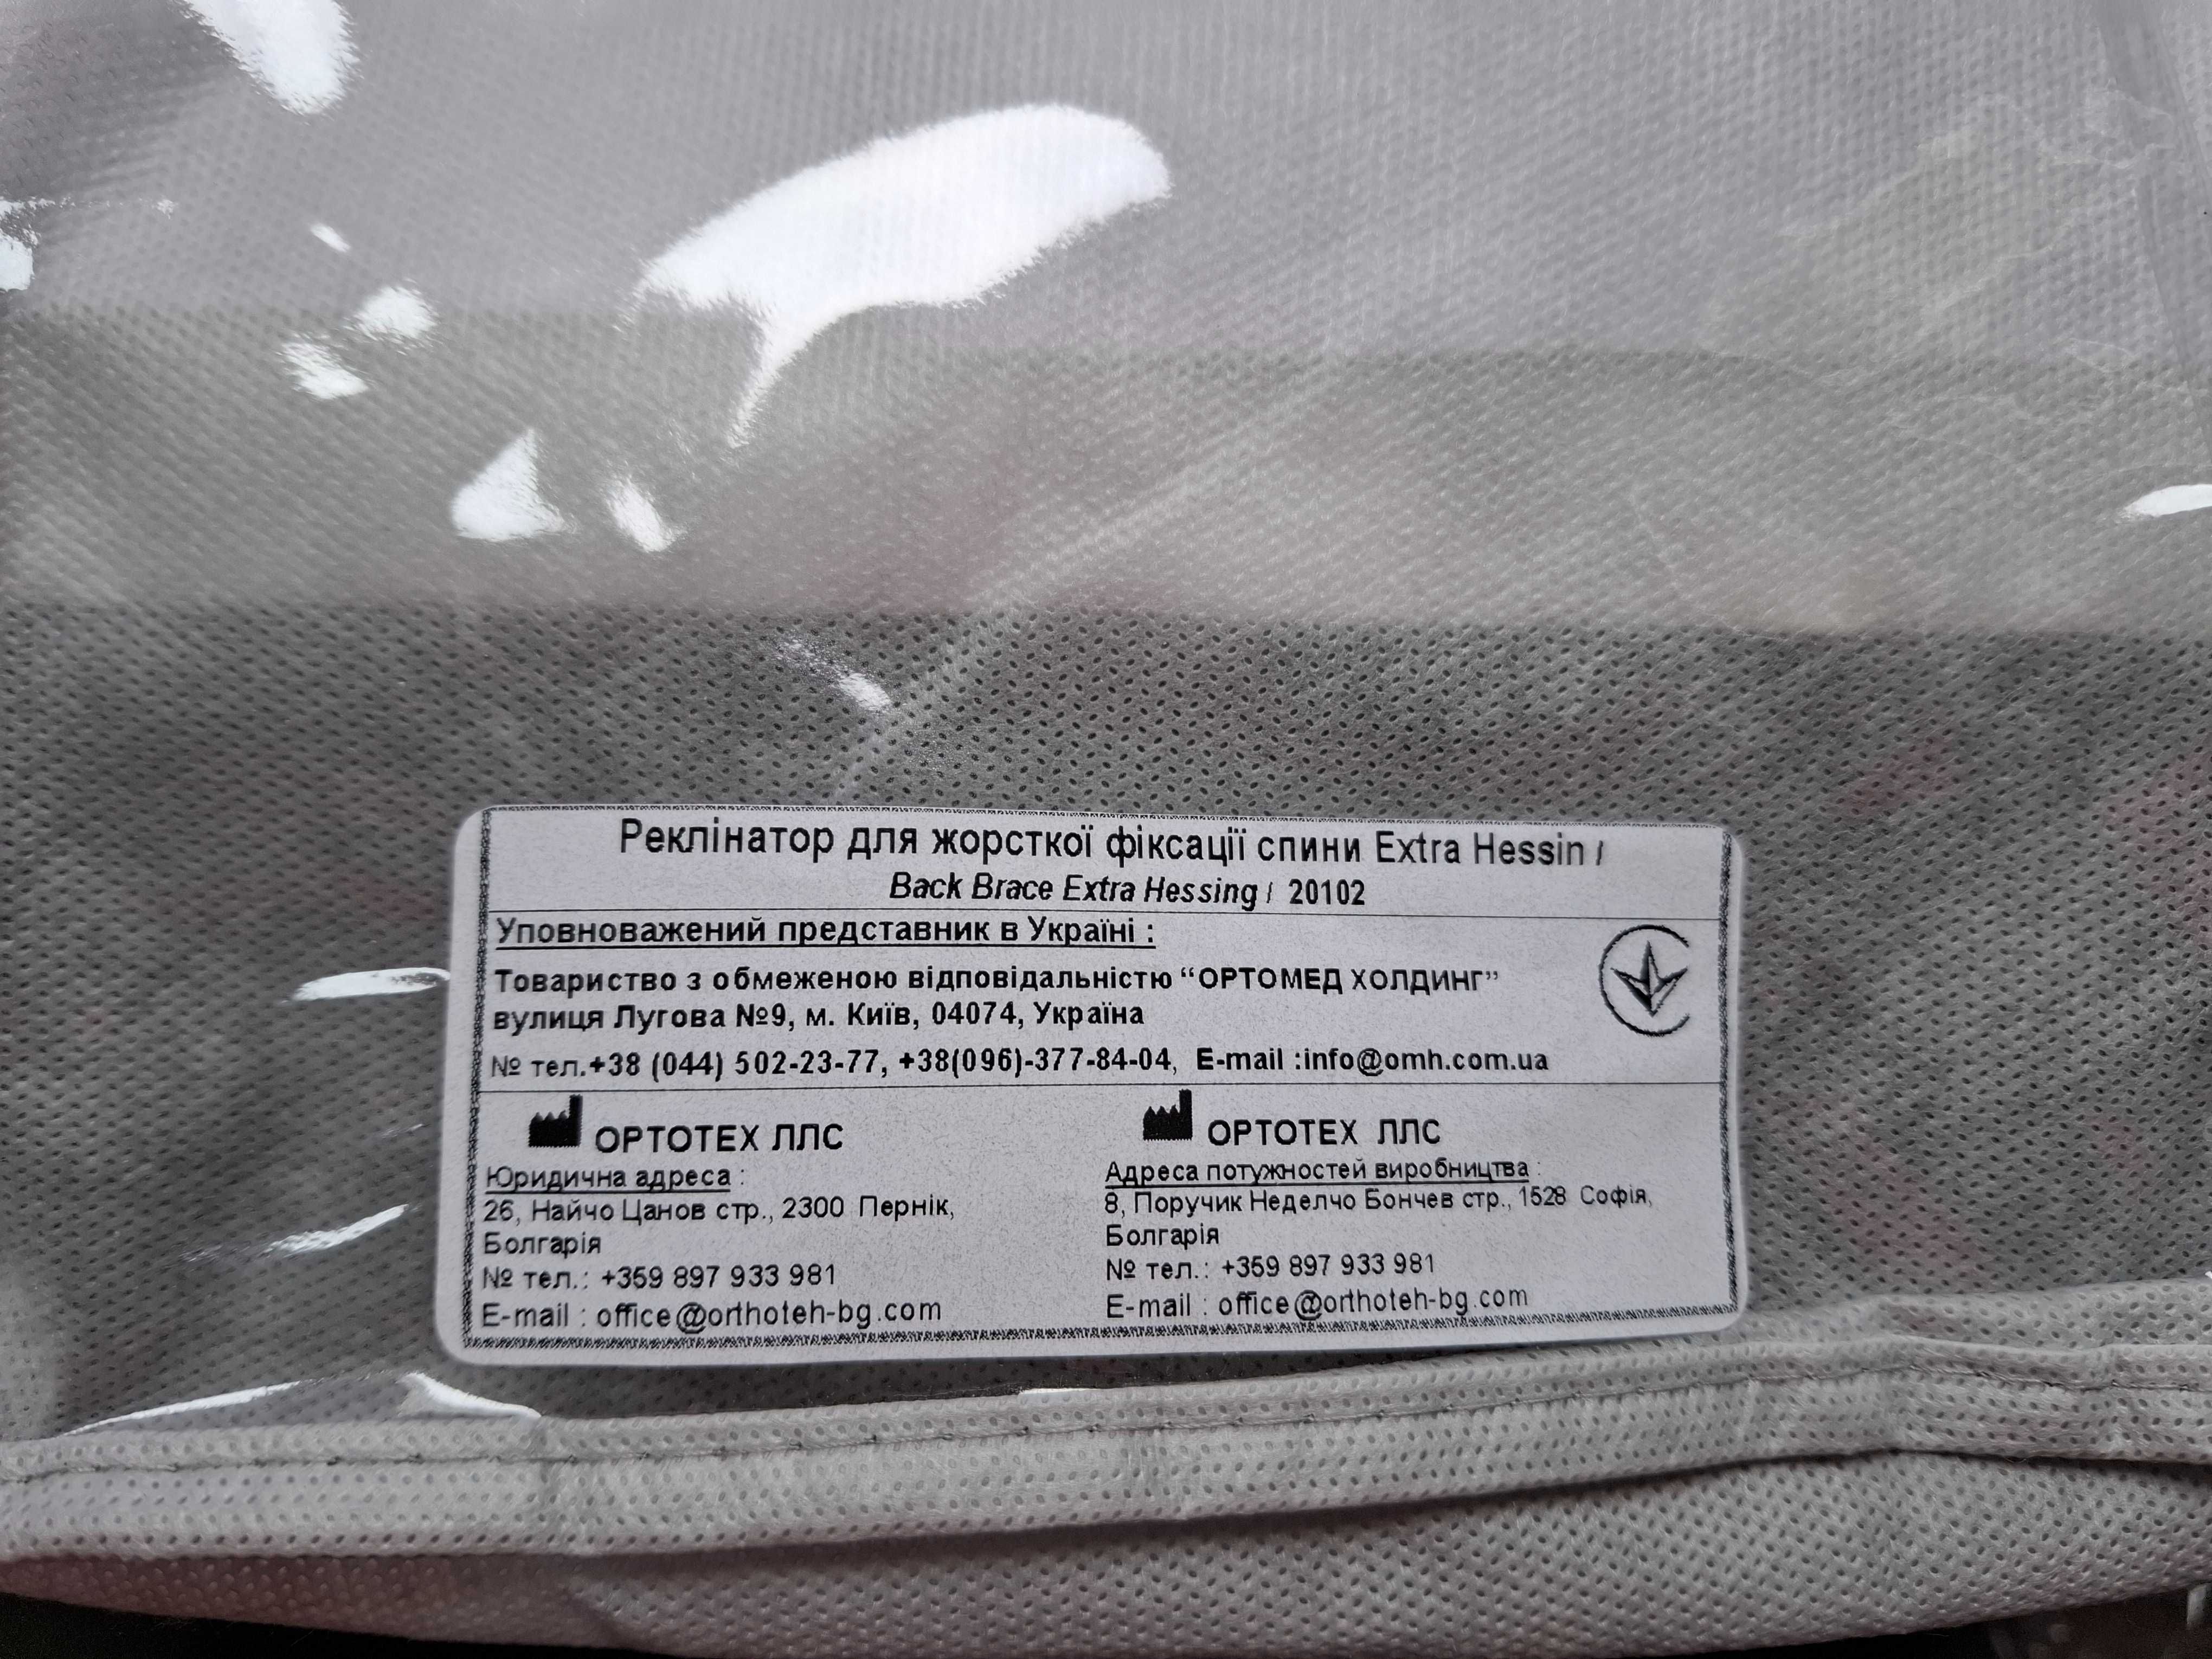 Реклінатор для жорсткої фіксації спини Extra Hessin /
Back Brace Extra Hessing / 20102
Уповноважений представник в Україні :
Товариство з обмеженою відповідальністю “ОРТОМЕД ХОЛДИНГ”
вулиця Лугова №9, м. Київ, 04074, Україна
№ тел.+38 (044) 502-23-77, +38(096)-377-84-04, E-mail :info@omh.com.ua
ОРТОТЕХ ЛЛС
Юридична адреса :
26, Найчо Цанов стр., 2300 Пернік,
Болгарія
№ тел.: +359 897 933 981
E-mail : office@orthoteh-bg.com
ОРТОТЕХ ЛЛС
Адреса потужностей виробництва :
8, Поручик Неделчо Бончев стр., 1528 Софія,
Болгарія
№ тел.: +359 897 933 981
E-mail : office@orthoteh-bg.com